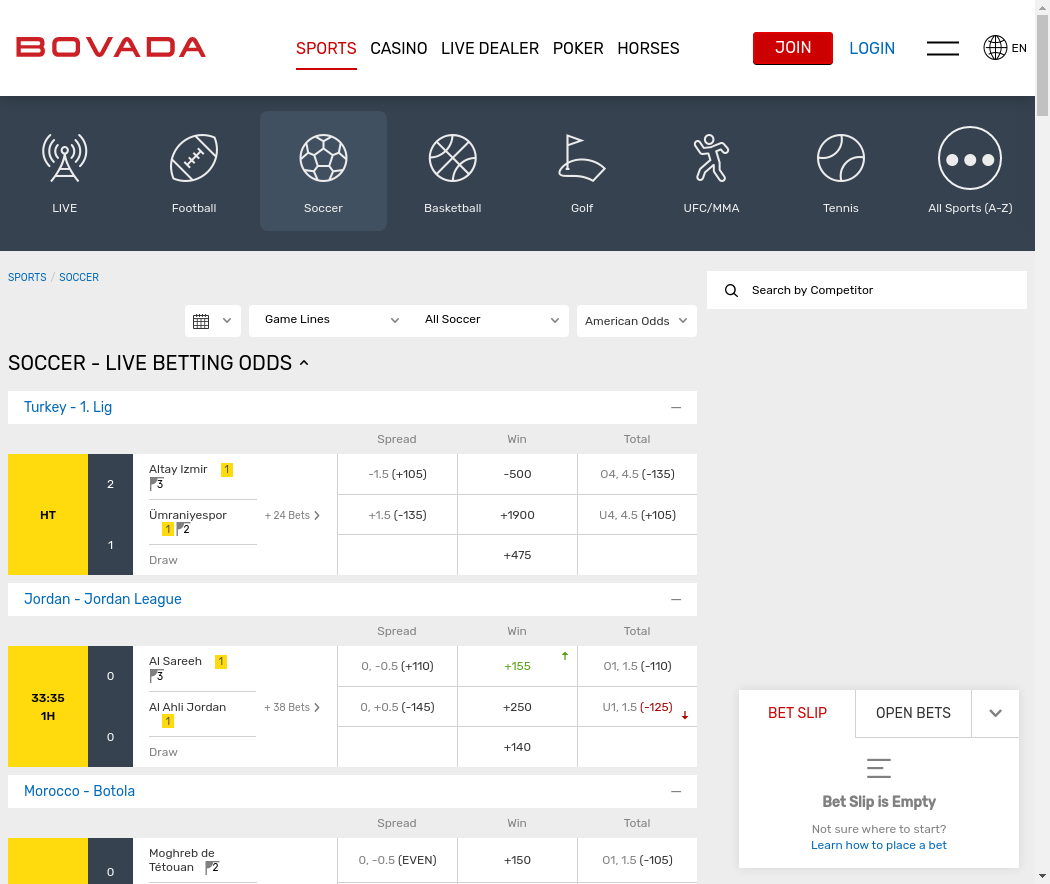 BOVADA
SPORTS CASINO LIVE DEALER POKER HORSES
JOIN LOGIN EN
LIVE Football Soccer Basketball Golf UFC/MMA Tennis All Sports (A-Z)
SPORTS / SOCCER
Search by Competitor
Game Lines All Soccer American Odds
SOCCER - LIVE BETTING ODDS
Turkey - 1. Lig
Spread Win Total
HT
2
1
Altay Izmir 1
3
Ümraniyespor
1 2
Draw
+ 24 Bets
-1.5 (+105) -500 O4, 4.5 (-135)
+1.5 (-135) +1900 U4, 4.5 (+105)
+475
Jordan - Jordan League
Spread Win Total
33:35
1H
0
0
Al Sareeh 1
3
Al Ahli Jordan
1
Draw
+ 38 Bets
0, -0.5 (+110) +155 O1, 1.5 (-110)
0, +0.5 (-145) +250 U1, 1.5 (-125)
+140
Morocco - Botola
Spread Win Total
0
Moghreb de
Tétouan 2
0, -0.5 (EVEN) +150 O1, 1.5 (-105)
BET SLIP OPEN BETS
Bet Slip is Empty
Not sure where to start?
Learn how to place a bet